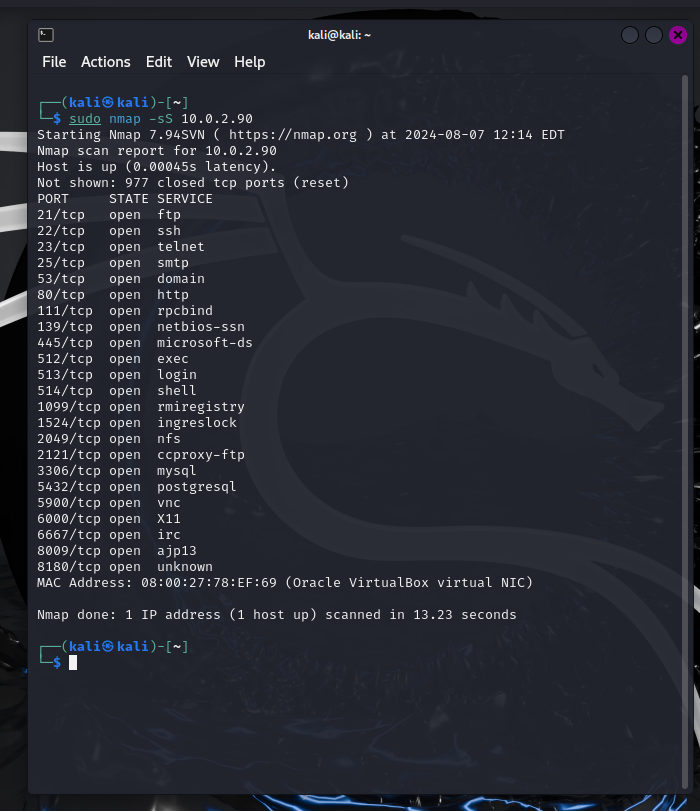 kali@kali: ~
File Actions Edit View Help
┌──(kali㉿kali)-[~]
└─$ sudo nmap -sS 10.0.2.90
Starting Nmap 7.94SVN ( https://nmap.org ) at 2024-08-07 12:14 EDT
Nmap scan report for 10.0.2.90
Host is up (0.00045s latency).
Not shown: 977 closed tcp ports (reset)
PORT     STATE SERVICE
21/tcp   open  ftp
22/tcp   open  ssh
23/tcp   open  telnet
25/tcp   open  smtp
53/tcp   open  domain
80/tcp   open  http
111/tcp  open  rpcbind
139/tcp  open  netbios-ssn
445/tcp  open  microsoft-ds
512/tcp  open  exec
513/tcp  open  login
514/tcp  open  shell
1099/tcp open  rmiregistry
1524/tcp open  ingreslock
2049/tcp open  nfs
2121/tcp open  ccproxy-ftp
3306/tcp open  mysql
5432/tcp open  postgresql
5900/tcp open  vnc
6000/tcp open  X11
6667/tcp open  irc
8009/tcp open  ajp13
8180/tcp open  unknown
MAC Address: 08:00:27:78:EF:69 (Oracle VirtualBox virtual NIC)
Nmap done: 1 IP address (1 host up) scanned in 13.23 seconds
┌──(kali㉿kali)-[~]
└─$